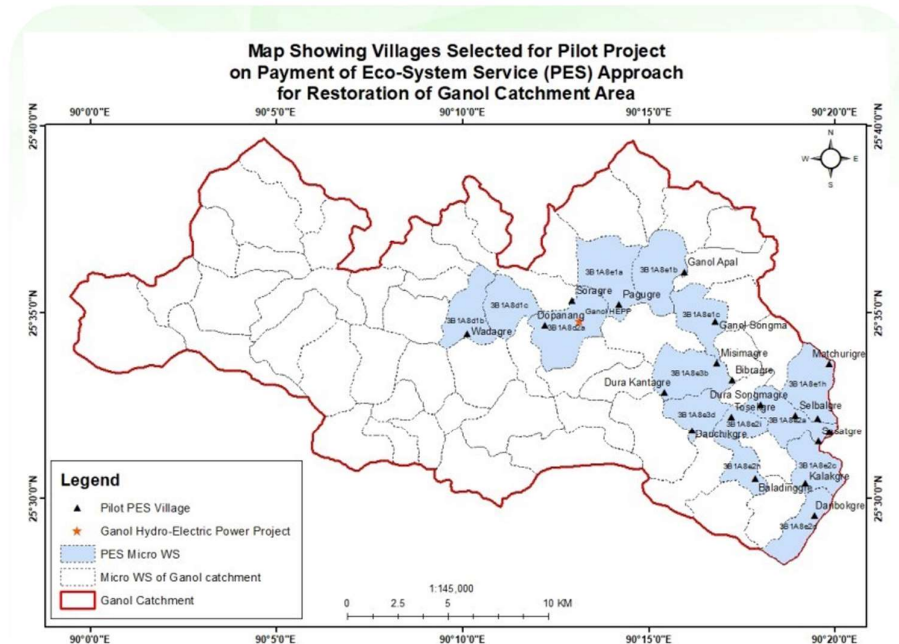 Map Showing Villages Selected for Pilot Project
on Payment of Eco-System Service (PES) Approach
for Restoration of Ganol Catchment Area
90°0'0"E 90°5'0"E 90°10'0"E 90°15'0"E 90°20'0"E
25°40'0"N
25°40'0"N
N
W E
S
Ganol Apal
3B1A8e1a
3B1A8e1b
Soragre
Pagugre
3B1A8d1c
25°35'0"N
25°35'0"N
Ganol HEPP
3B1A8e1c
3B1A8d1b
Dopanang
3B1A8d2a
Wadagre
Ganol Songma
Misimagre
Matchurigre
Bibragre
3B1A8e3b
Dura Kantagre
3B1A8e1h
Dura Songmagre
Tosengre
Selbalgre
3B1A8e3d
3B1A8e2i
3B1A8e2a
Dauchikgre
Sasatgre
3B1A8e2h
3B1A8e2c
Kalakgre
Baladinggre
25°30'0"N
25°30'0"N
Danbokgre
Legend
Pilot PES Village
Ganol Hydro-Electric Power Project
PES Micro WS
Micro WS of Ganol catchment
Ganol Catchment
1:145,000
0 2.5 5 10 KM
90°0'0"E 90°5'0"E 90°10'0"E 90°15'0"E 90°20'0"E